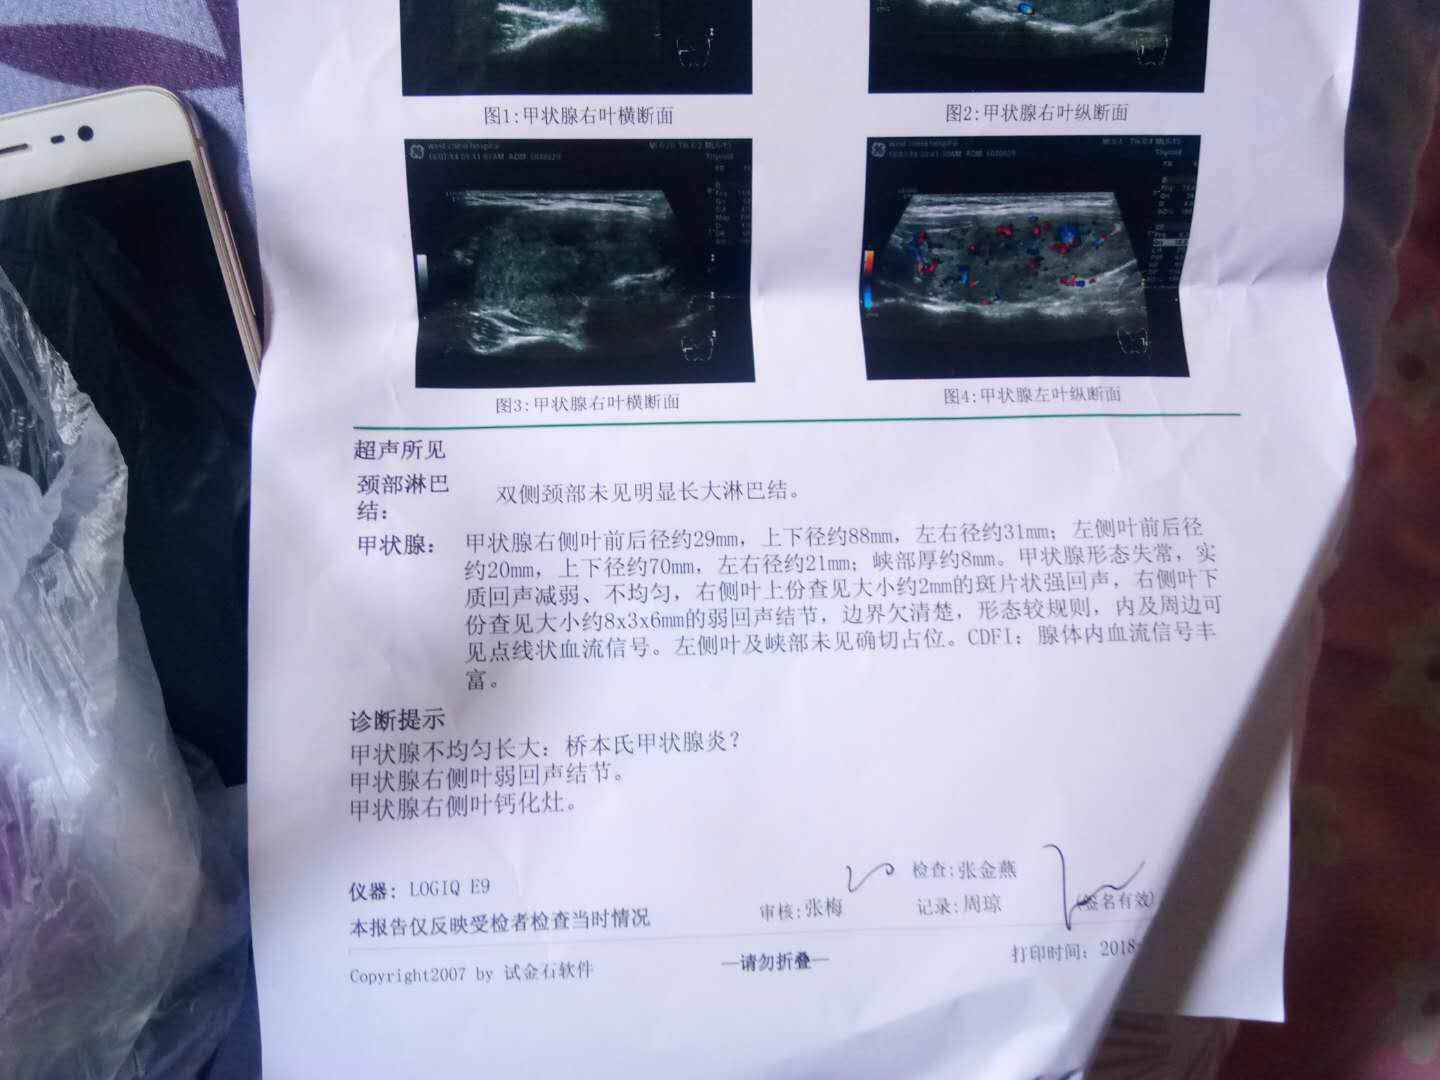 图1:甲状腺右叶横断面
图2:甲状腺右叶纵断面
west china hospital
图3:甲状腺右叶横断面
图4:甲状腺左叶纵断面
超声所见
颈部淋巴结:
双侧颈部未见明显长大淋巴结。
甲状腺:
甲状腺右侧叶前后径约29mm，上下径约88mm，左右径约31mm；左侧叶前后径
约20mm，上下径约70mm，左右径约21mm；峡部厚约8mm。甲状腺形态失常，实
质回声减弱、不均匀，右侧叶上份查见大小约2mm的斑片状强回声，右侧叶下
份查见大小约8x3x6mm的弱回声结节，边界欠清楚，形态较规则，内及周边可
见点线状血流信号。左侧叶及峡部未见确切占位。CDFI：腺体内血流信号丰
富。
诊断提示
甲状腺不均匀长大：桥本氏甲状腺炎？
甲状腺右侧叶弱回声结节。
甲状腺右侧叶钙化灶。
仪器: LOGIQ E9
检查:张金燕
本报告仅反映受检者检查当时情况
审核:张梅
记录:周琼
(签名有效)
Copyright2007 by 试金石软件
—请勿折叠—
打印时间: 2018